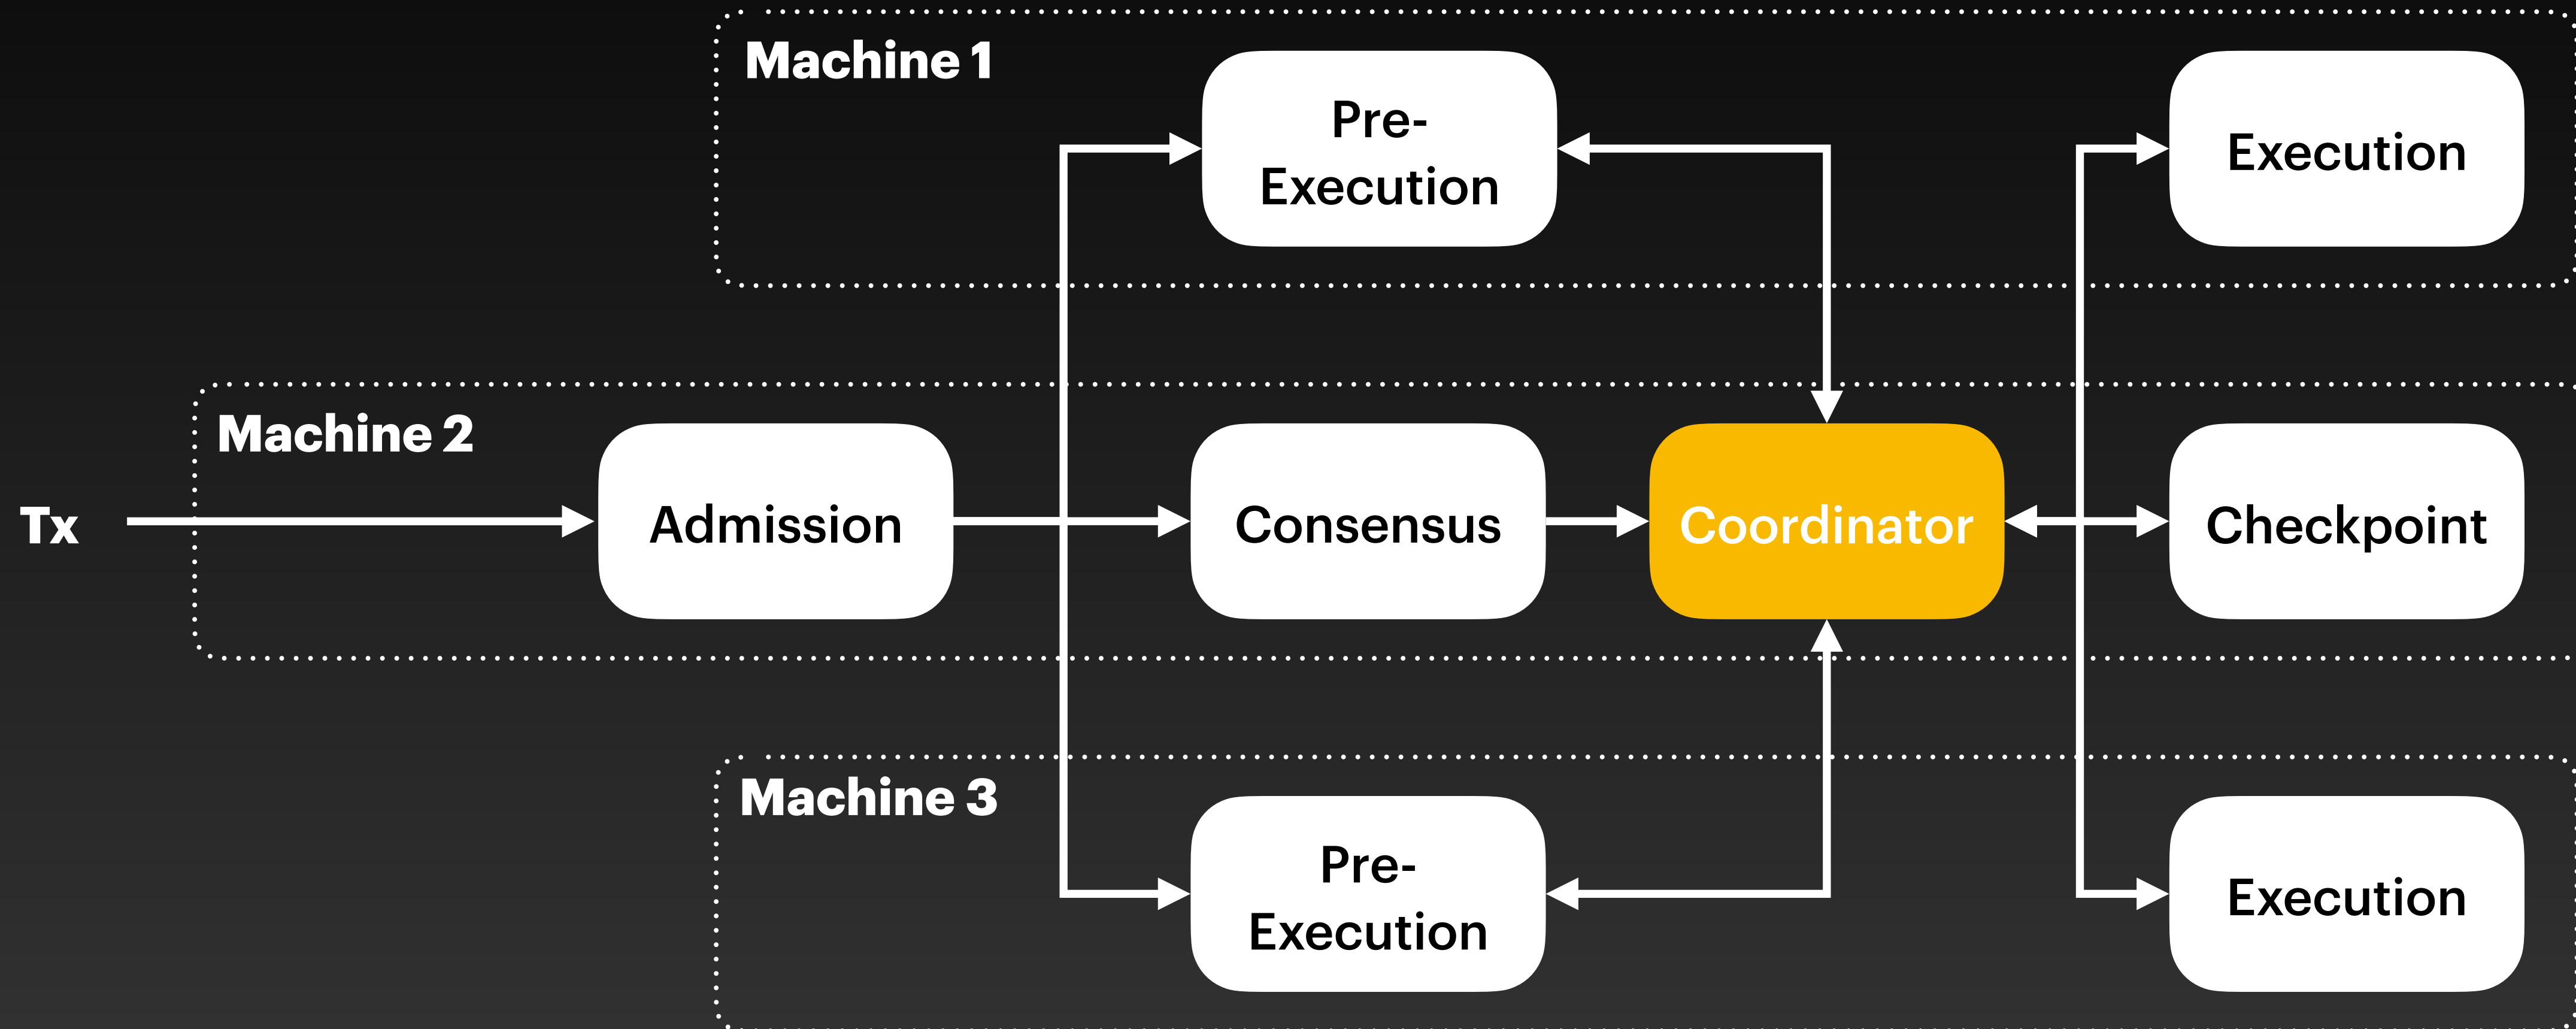 Machine 1
Pre-
Execution
Execution
Machine 2
Tx
Admission
Consensus
Coordinator
Checkpoint
Machine 3
Pre-
Execution
Execution